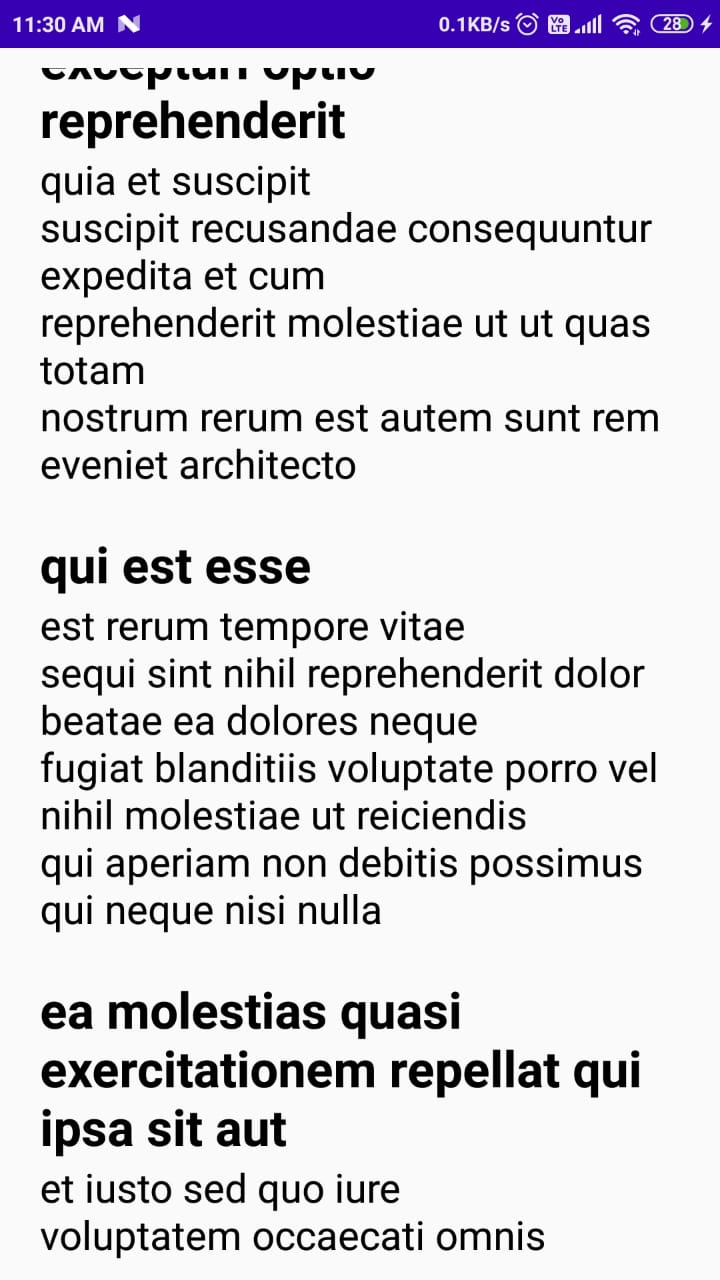 11:30 AM
0.1KB/s Vo LTE 28
excepturi optio
reprehenderit
quia et suscipit
suscipit recusandae consequuntur
expedita et cum
reprehenderit molestiae ut ut quas
totam
nostrum rerum est autem sunt rem
eveniet architecto
qui est esse
est rerum tempore vitae
sequi sint nihil reprehenderit dolor
beatae ea dolores neque
fugiat blanditiis voluptate porro vel
nihil molestiae ut reiciendis
qui aperiam non debitis possimus
qui neque nisi nulla
ea molestias quasi
exercitationem repellat qui
ipsa sit aut
et iusto sed quo iure
voluptatem occaecati omnis